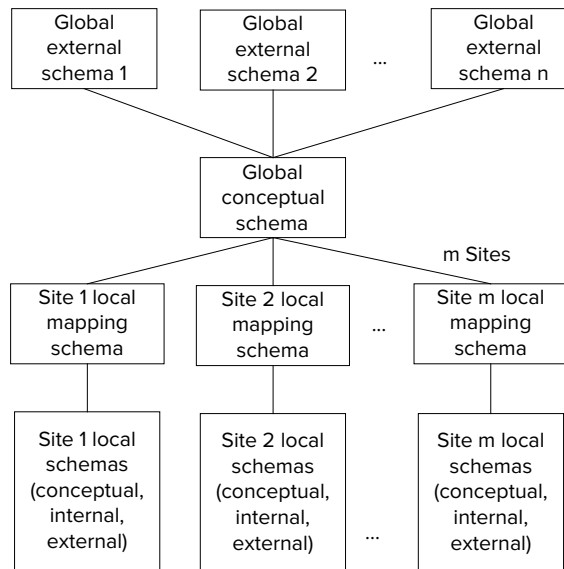 Global
external
schema 1
Global
external
schema 2
...
Global
external
schema n
Global
conceptual
schema
m Sites
Site 1 local
mapping
schema
Site 2 local
mapping
schema
...
Site m local
mapping
schema
Site 1 local
schemas
(conceptual,
internal,
external)
Site 2 local
schemas
(conceptual,
internal,
external)
...
Site m local
schemas
(conceptual,
internal,
external)